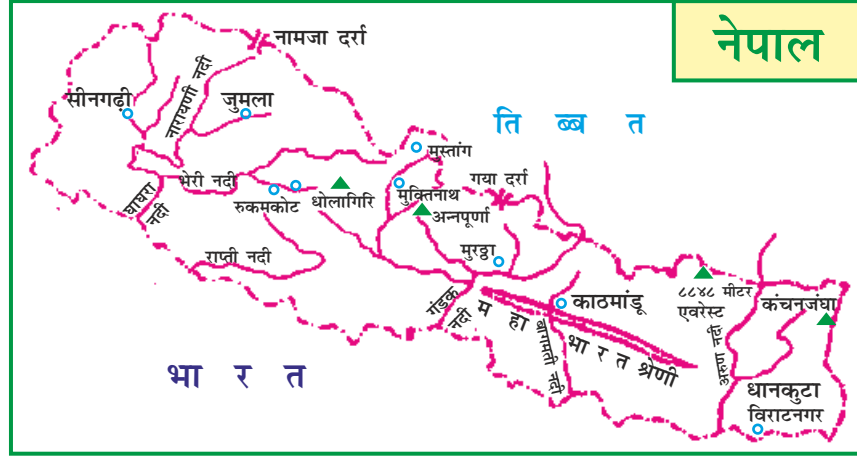 नेपाल
नामजा दर्रा
सीनगढ़ी
नारायणी नदी
जुमला
ति ब्ब त
मुस्तांग
गया दर्रा
भेरी नदी
मुक्तिनाथ
रुकमकोट
धोलागिरि
अन्नपूर्णा
घाघरा
नदी
मुरठ्ठा
राप्ती नदी
गंडक
नदी
काठमांडू
८८४८ मीटर
एवरेस्ट
कंचनजंघा
म हा भा र त श्रेणी
बागमती नदी
अरुण नदी
भा र त
धानकुटा
विराटनगर